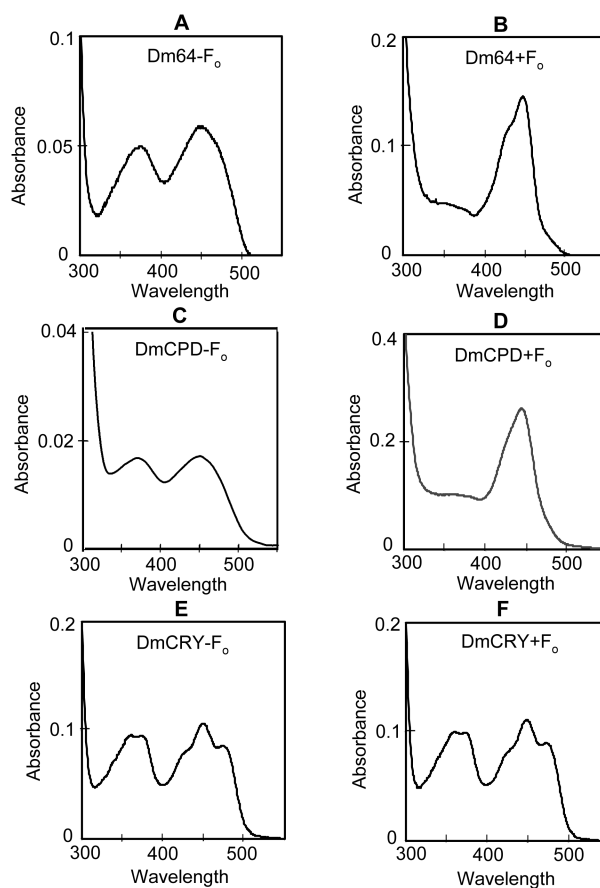 A
0.1
Dm64-Fo
Absorbance
0.05
0
300
400
500
Wavelength
B
0.2
Dm64+Fo
Absorbance
0.1
0
300
400
500
Wavelength
C
0.04
DmCPD-Fo
Absorbance
0.02
0
300
400
500
Wavelength
D
0.4
DmCPD+Fo
Absorbance
0.2
0
300
400
500
Wavelength
E
0.2
DmCRY-Fo
Absorbance
0.1
0
300
400
500
Wavelength
F
0.2
DmCRY+Fo
Absorbance
0.1
0
300
400
500
Wavelength